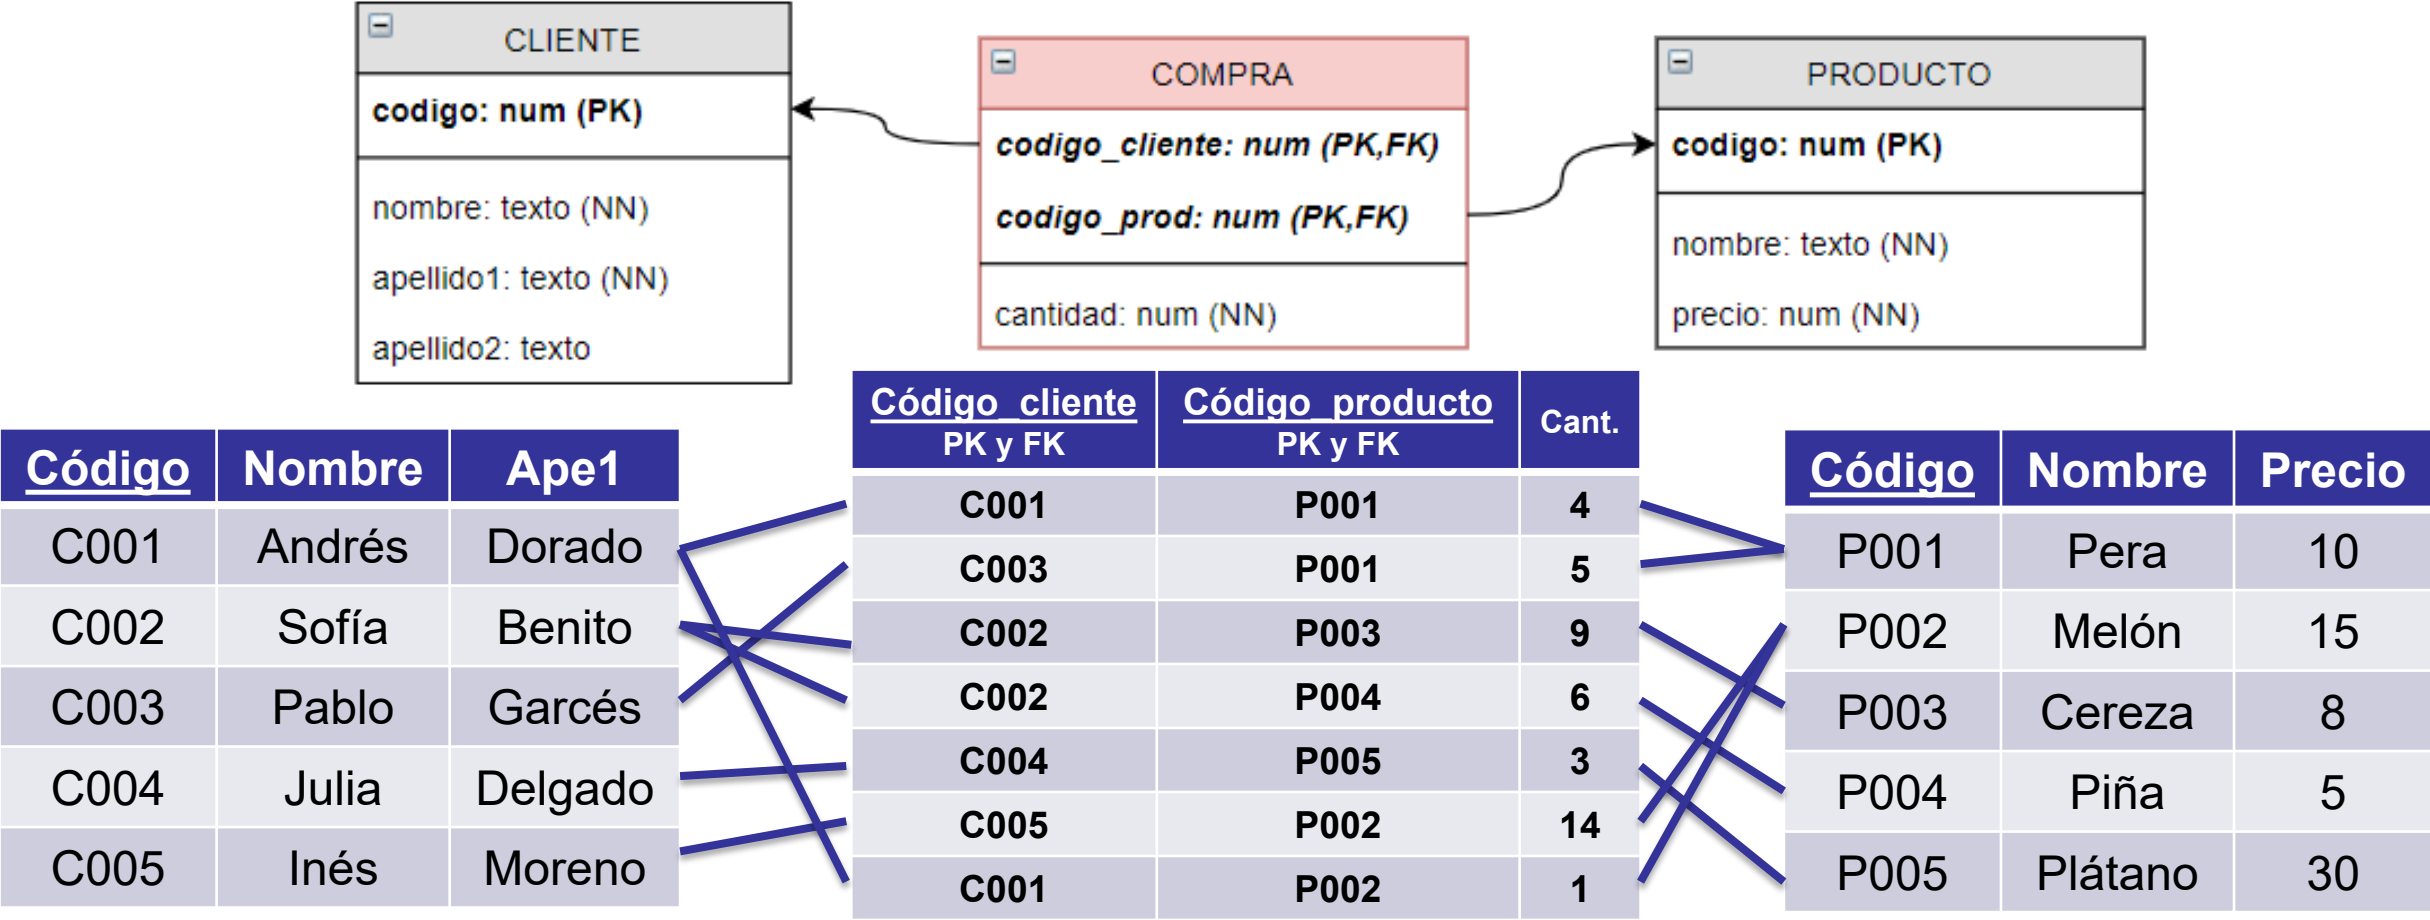 CLIENTE
codigo: num (PK)
nombre: texto (NN)
apellido1: texto (NN)
apellido2: texto
COMPRA
codigo_cliente: num (PK,FK)
codigo_prod: num (PK,FK)
cantidad: num (NN)
PRODUCTO
codigo: num (PK)
nombre: texto (NN)
precio: num (NN)
Código Nombre Ape1
C001 Andrés Dorado
C002 Sofía Benito
C003 Pablo Garcés
C004 Julia Delgado
C005 Inés Moreno
Código_cliente PK y FK Código_producto PK y FK Cant.
C001 P001 4
C003 P001 5
C002 P003 9
C002 P004 6
C004 P005 3
C005 P002 14
C001 P002 1
Código Nombre Precio
P001 Pera 10
P002 Melón 15
P003 Cereza 8
P004 Piña 5
P005 Plátano 30